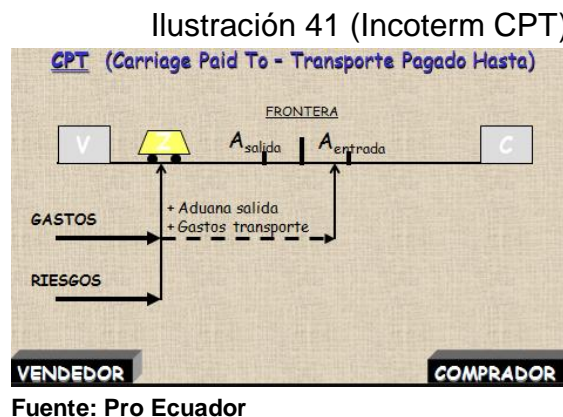 Ilustración 41 (Incoterm CPT)
CPT (Carriage Paid To - Transporte Pagado Hasta)
FRONTERA
V
Z
Asalida
Aentrada
C
+ Aduana salida
GASTOS
+ Gastos transporte
RIESGOS
VENDEDOR
COMPRADOR
Fuente: Pro Ecuador